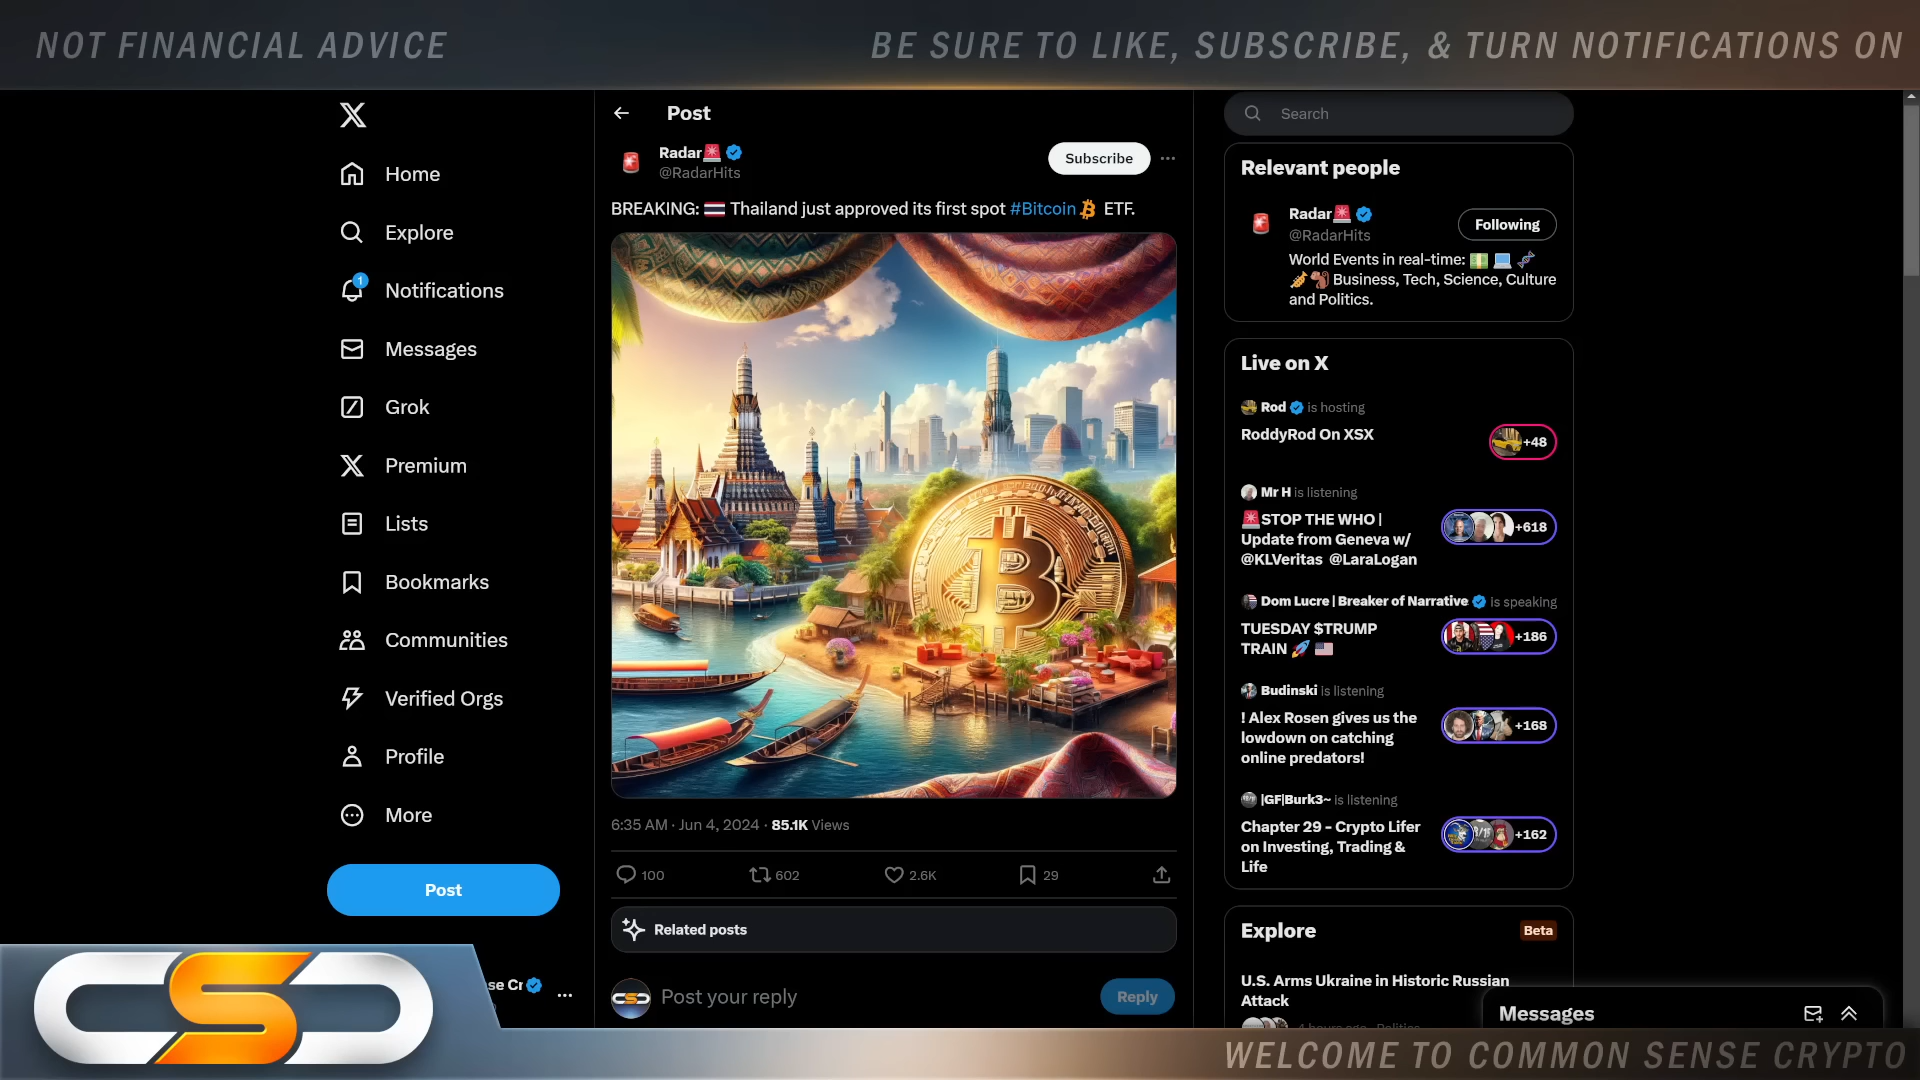 NOT FINANCIAL ADVICE
BE SURE TO LIKE, SUBSCRIBE, & TURN NOTIFICATIONS ON
Home
Explore
1
Notifications
Messages
Grok
Premium
Lists
Bookmarks
Communities
Verified Orgs
Profile
More
Post
se Cr
Post
Radar
@RadarHits
Subscribe
BREAKING: Thailand just approved its first spot #Bitcoin ETF.
6:35 AM · Jun 4, 2024 · 85.1K Views
100
602
2.6K
29
Related posts
Post your reply
Reply
Search
Relevant people
Radar
@RadarHits
Following
World Events in real-time:
Business, Tech, Science, Culture
and Politics.
Live on X
Rod is hosting
RoddyRod On XSX
+48
Mr H is listening
STOP THE WHO |
Update from Geneva w/
@KLVeritas @LaraLogan
+618
Dom Lucre | Breaker of Narrative is speaking
TUESDAY $TRUMP
TRAIN
+186
Budinski is listening
! Alex Rosen gives us the
lowdown on catching
online predators!
+168
|GF|Burk3~ is listening
Chapter 29 - Crypto Lifer
on Investing, Trading &
Life
+162
Explore
Beta
U.S. Arms Ukraine in Historic Russian
Attack
Messages
CSC
WELCOME TO COMMON SENSE CRYPTO